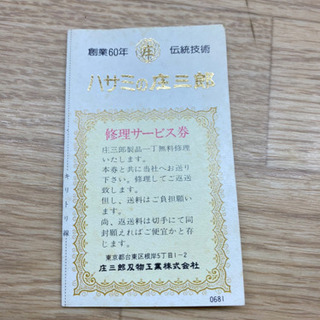 創業60年 庄 伝統技術
ハサミの庄三郎
修理サービス券
庄三郎製品一丁無料修理
いたします。
本券と共に当社へお送り
下さい。修理してご返送
致します。
但し、送料はご負担願い
ます。
尚、返送料は切手にて同
封願えればご便宜かと存
じます。
東京都台東区根岸5丁目1-2
庄三郎刃物工業株式会社
0681
キリトリ線